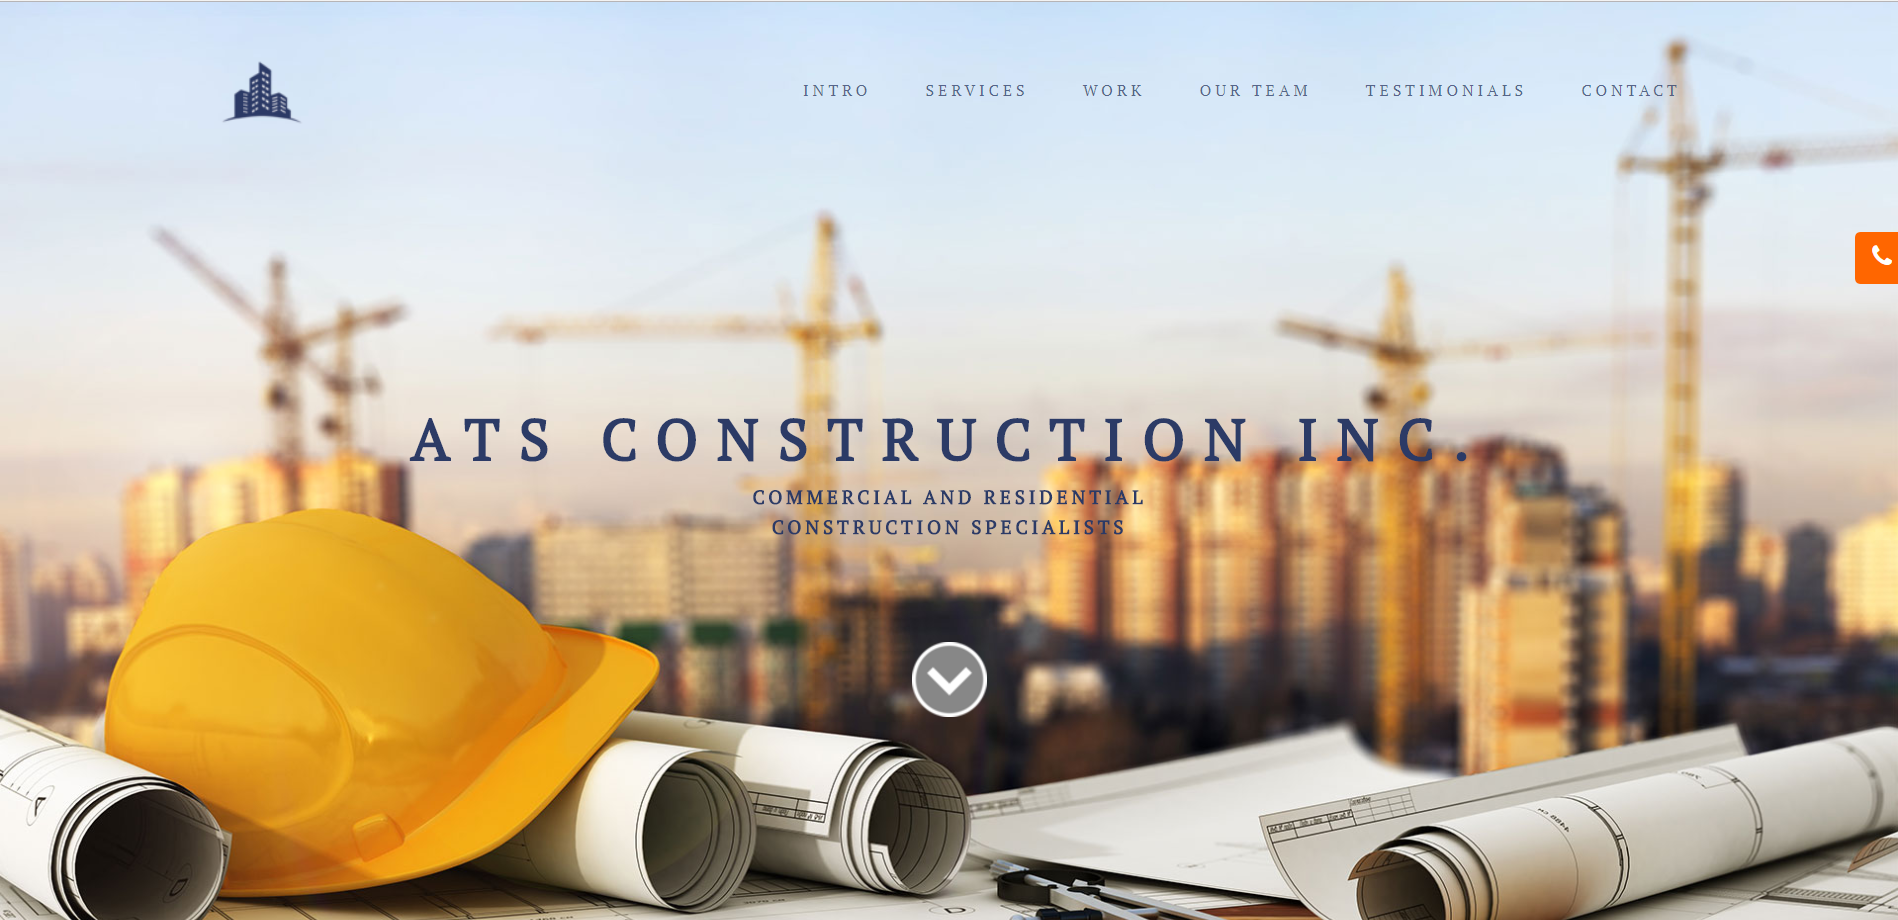 INTRO SERVICES WORK OUR TEAM TESTIMONIALS CONTACT
ATS CONSTRUCTION INC.
COMMERCIAL AND RESIDENTIAL
CONSTRUCTION SPECIALISTS